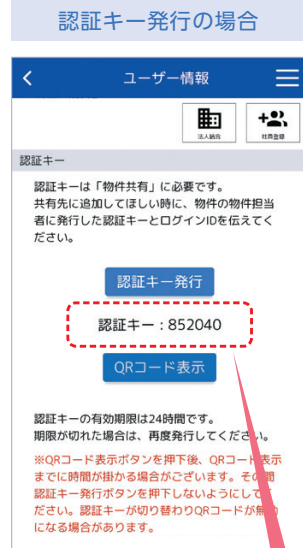 認証キー発行の場合
ユーザー情報
法人統合
社員登録
認証キー
認証キーは「物件共有」に必要です。
共有先に追加してほしい時に、物件の物件担当
者に発行した認証キーとログインIDを伝えてく
ださい。
認証キー発行
認証キー：852040
QRコード表示
認証キーの有効期限は24時間です。
期限が切れた場合は、再度発行してください。
※QRコード表示ボタンを押下後、QRコード表示
までに時間が掛かる場合がございます。その間
認証キー発行ボタンを押下しないようにして
ださい。認証キーが切り替わりQRコードが無効
になる場合があります。